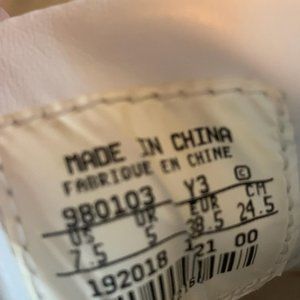 MADE IN CHINA
FABRIQUE EN CHINE
980103 Y3 ©
US UK EUR CM
7.5 5 38.5 24.5
192018 121 00